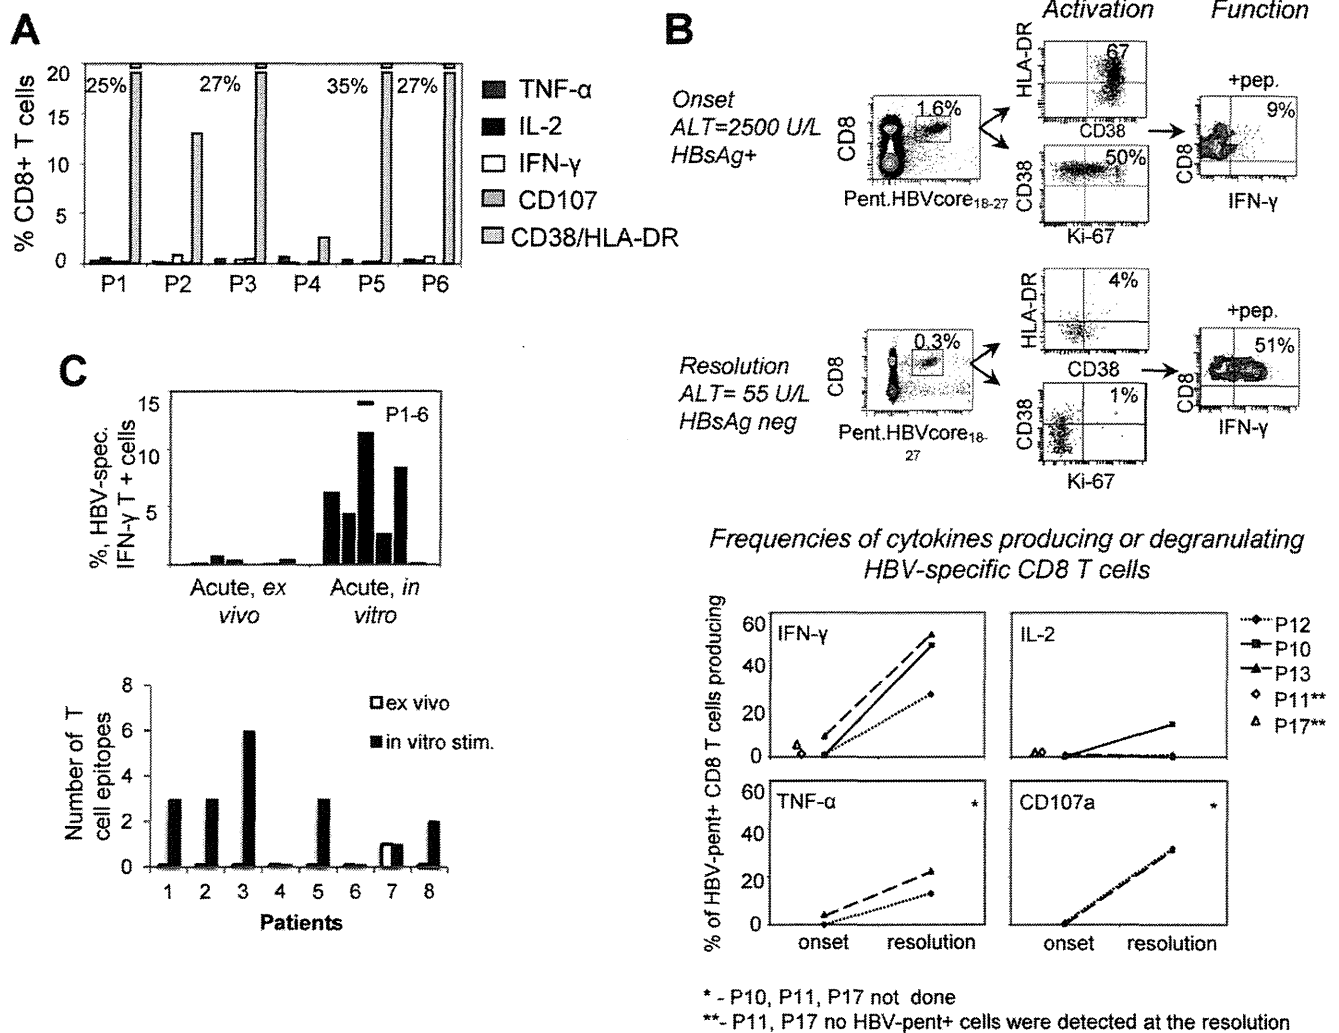 A
% CD8+ T cells
20
15
10
5
0
25%
27%
35%
27%
P1 P2 P3 P4 P5 P6
TNF-α
IL-2
IFN-γ
CD107
CD38/HLA-DR
B
Activation Function
Onset
ALT=2500 U/L
HBsAg+
CD8
1.6%
Pent.HBVcore18-27
HLA-DR
67
CD38
CD38
50%
Ki-67
+pep.
9%
CD8
IFN-γ
Resolution
ALT= 55 U/L
HBsAg neg
CD8
0.3%
Pent.HBVcore18-
27
HLA-DR
4%
CD38
CD38
1%
Ki-67
+pep.
51%
CD8
IFN-γ
Frequencies of cytokines producing or degranulating
HBV-specific CD8 T cells
% of HBV-pent+ CD8 T cells producing
60
40
20
0
IFN-γ
IL-2
60
40
20
0
TNF-α
*
CD107a
*
onset resolution onset resolution
P12
P10
P13
P11**
P17**
* - P10, P11, P17 not done
**- P11, P17 no HBV-pent+ cells were detected at the resolution
C
%, HBV-spec.
IFN-γ T + cells
15
10
5
P1-6
Acute, ex
vivo
Acute, in
vitro
Number of T
cell epitopes
8
6
4
2
0
ex vivo
in vitro stim.
1 2 3 4 5 6 7 8
Patients